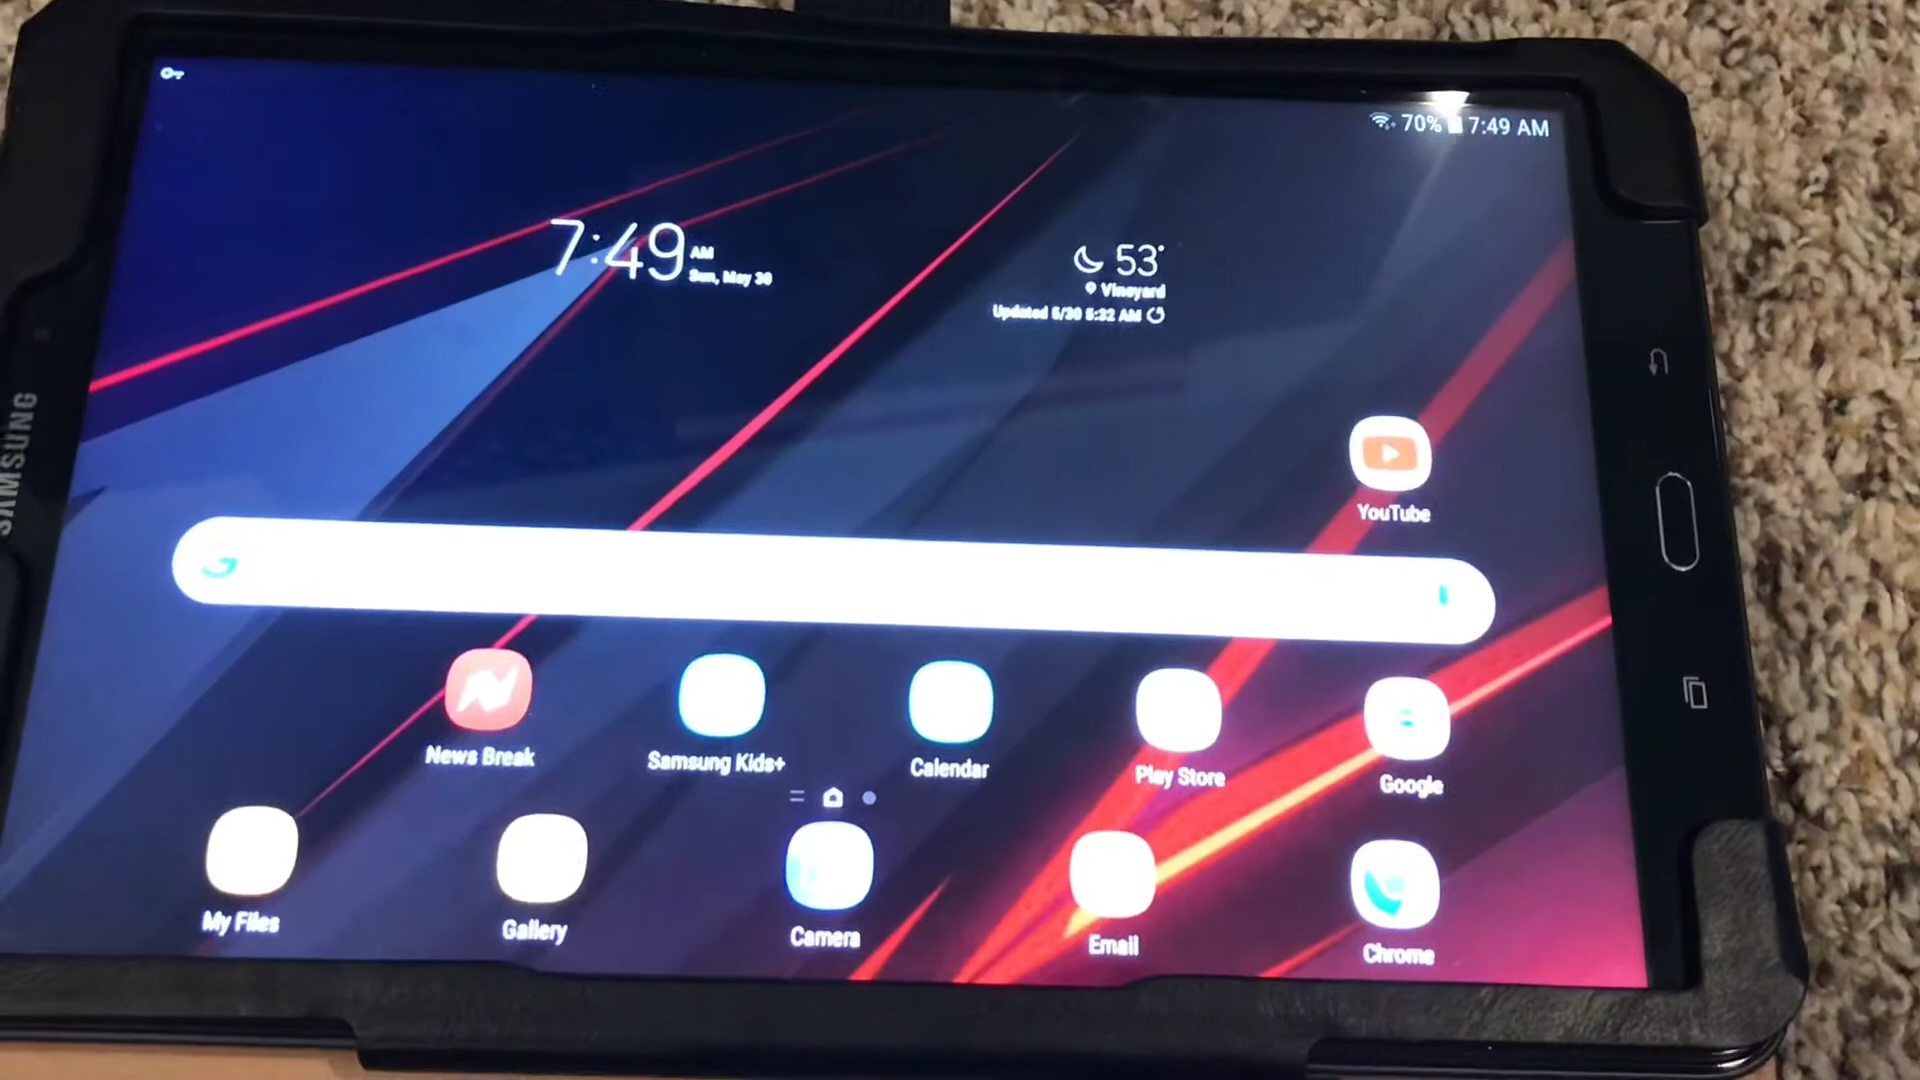 70% 7:49 AM
7:49 AM
Sun, May 30
53°
Vineyard
Updated 5/30 5:32 AM
SAMSUNG
YouTube
G
News Break
Samsung Kids+
Calendar
Play Store
Google
My Files
Gallery
Camera
Email
Chrome